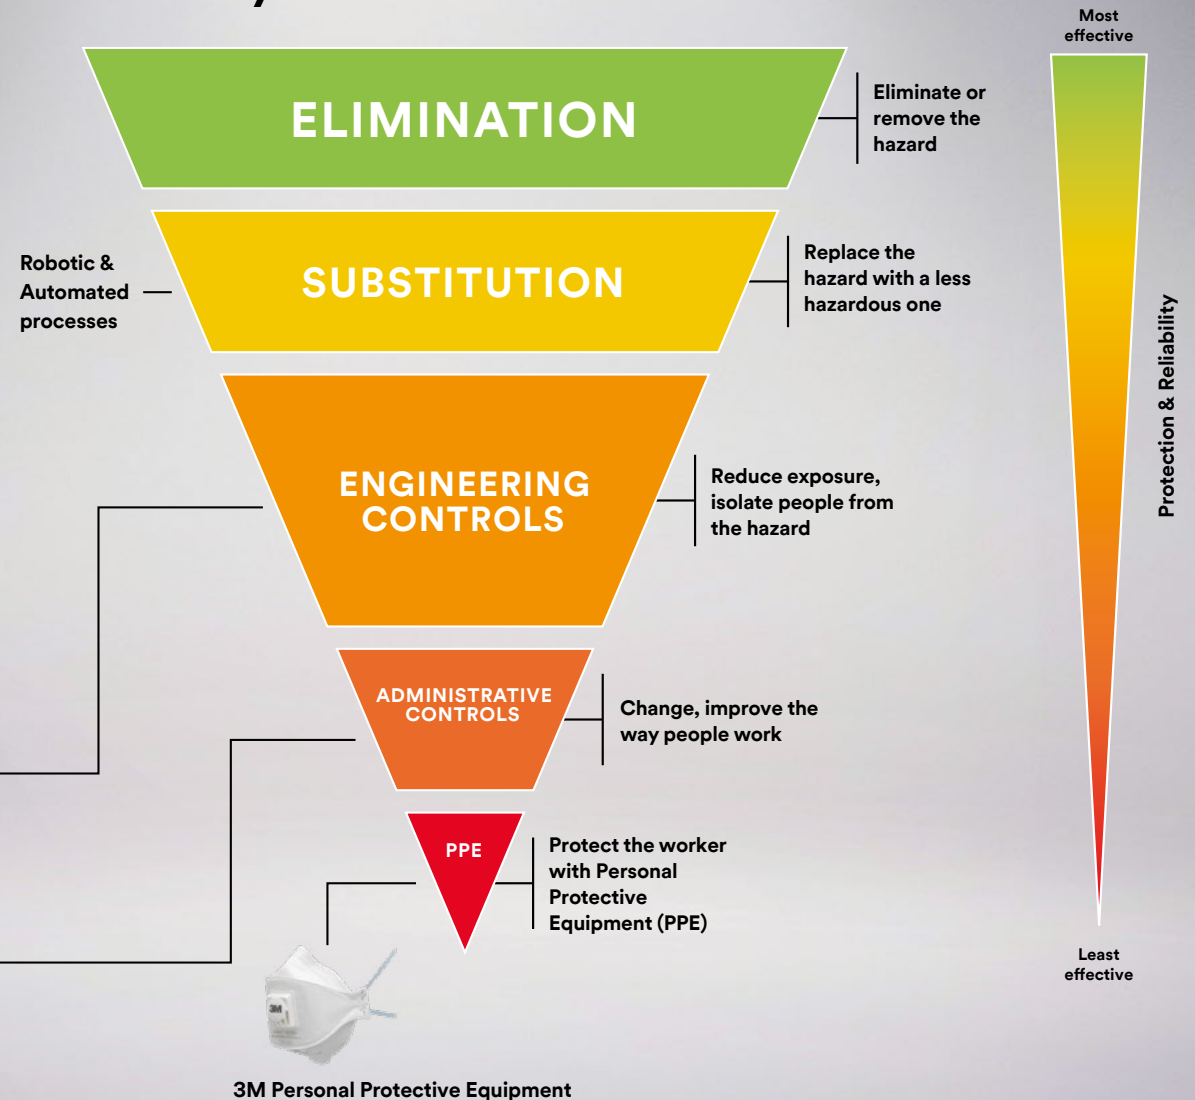 Most
effective
ELIMINATION
Eliminate or
remove the
hazard
Robotic &
Automated
processes
SUBSTITUTION
Replace the
hazard with a less
hazardous one
Protection & Reliability
ENGINEERING
CONTROLS
Reduce exposure,
isolate people from
the hazard
ADMINISTRATIVE
CONTROLS
Change, improve the
way people work
PPE
Protect the worker
with Personal
Protective
Equipment (PPE)
Least
effective
3M
3M Personal Protective Equipment